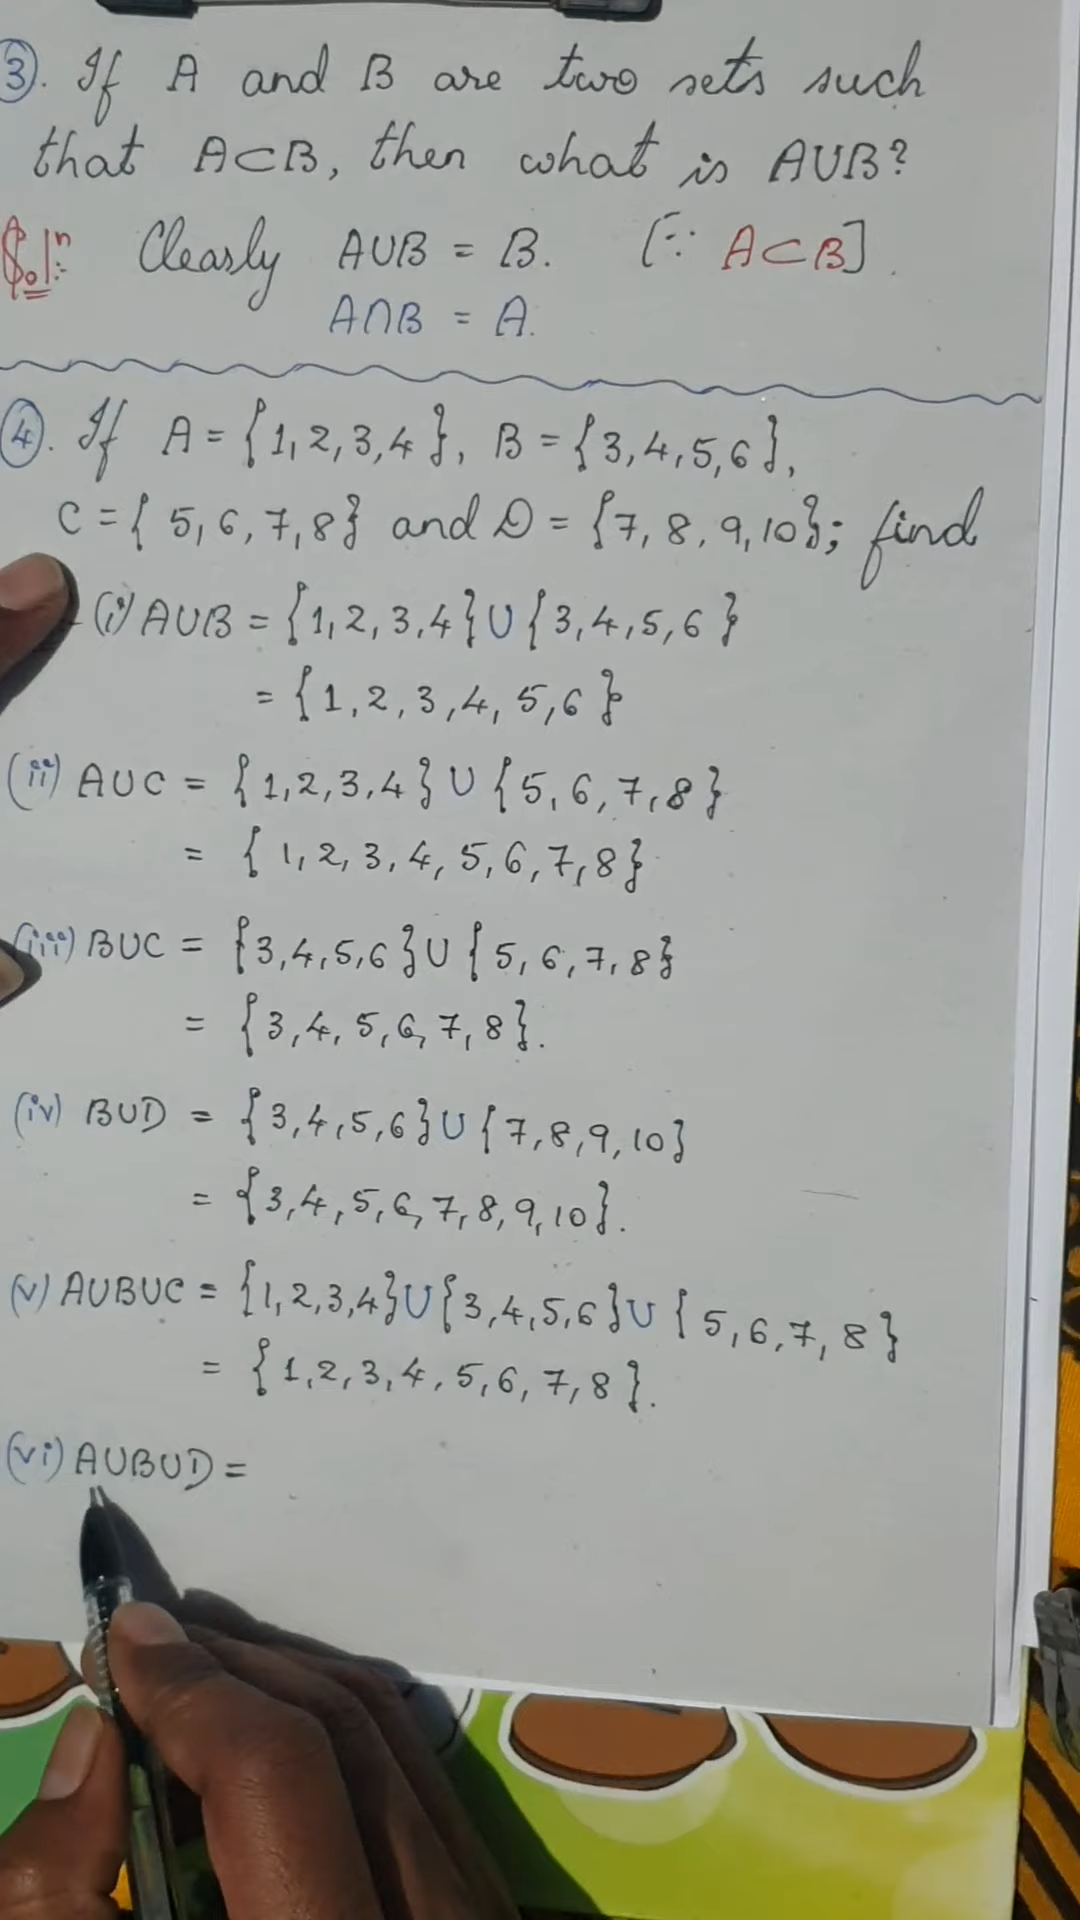 3. If A and B are two sets such
that A⊂B, then what is A∪B?
Solⁿ:- Clearly A∪B = B. [∵ A⊂B].
A∩B = A.
4. If A = {1, 2, 3, 4}, B = {3, 4, 5, 6},
C = {5, 6, 7, 8} and D = {7, 8, 9, 10}; find
(i) A∪B = {1, 2, 3, 4} ∪ {3, 4, 5, 6}
= {1, 2, 3, 4, 5, 6}
(ii) A∪C = {1, 2, 3, 4} ∪ {5, 6, 7, 8}
= {1, 2, 3, 4, 5, 6, 7, 8}
(iii) B∪C = {3, 4, 5, 6} ∪ {5, 6, 7, 8}
= {3, 4, 5, 6, 7, 8}.
(iv) B∪D = {3, 4, 5, 6} ∪ {7, 8, 9, 10}
= {3, 4, 5, 6, 7, 8, 9, 10}.
(v) A∪B∪C = {1, 2, 3, 4} ∪ {3, 4, 5, 6} ∪ {5, 6, 7, 8}
= {1, 2, 3, 4, 5, 6, 7, 8}.
(vi) A∪B∪D =